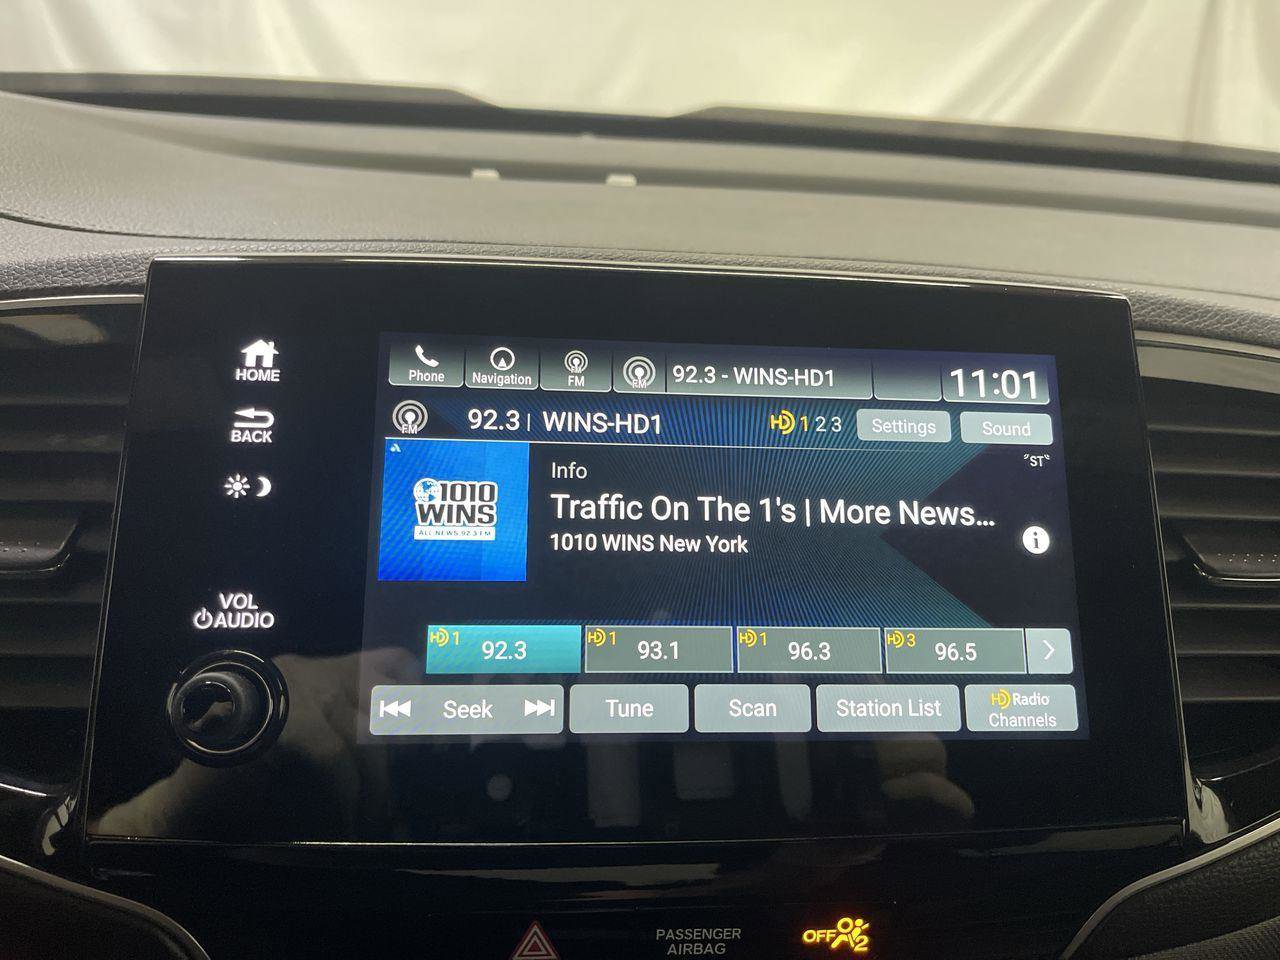 HOME
BACK
VOL
AUDIO
Phone
Navigation
FM
FM
92.3 - WINS-HD1
11:01
FM
92.3 | WINS-HD1
HD 1 2 3
Settings
Sound
"ST"
1010
WINS
ALL NEWS 92.3 FM
Info
Traffic On The 1's | More News...
1010 WINS New York
i
HD 1 92.3
HD 1 93.1
HD 1 96.3
HD 3 96.5
Seek
Tune
Scan
Station List
HD Radio
Channels
PASSENGER
AIRBAG
OFF 2